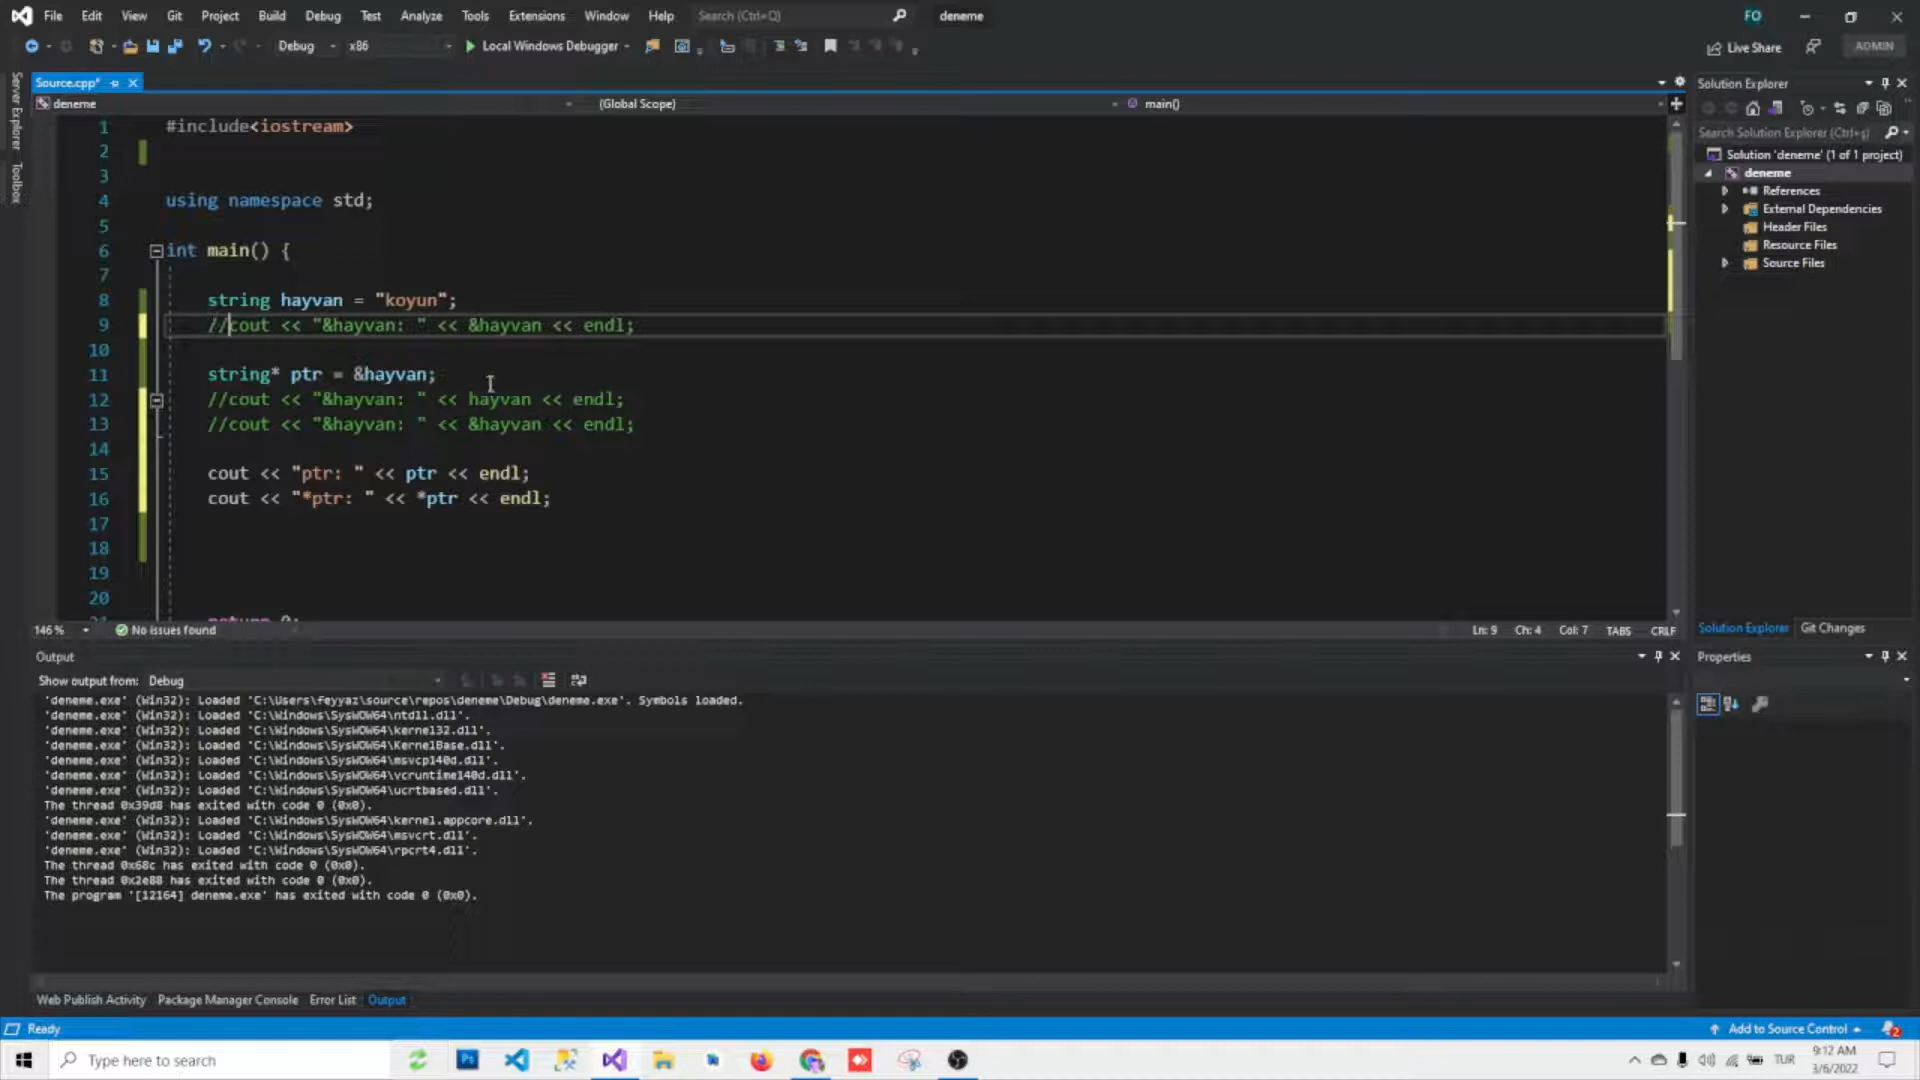 File Edit View Git Project Build Debug Test Analyze Tools Extensions Window Help Search (Ctrl+Q) deneme FO
Debug x86 Local Windows Debugger Live Share ADMIN
Source.cpp*
deneme (Global Scope) main()
Server Explorer
Toolbox
1 #include<iostream>
2
3
4 using namespace std;
5
6 int main() {
7
8 string hayvan = "koyun";
9 //cout << "&hayvan: " << &hayvan << endl;
10
11 string* ptr = &hayvan;
12 //cout << "&hayvan: " << hayvan << endl;
13 //cout << "&hayvan: " << &hayvan << endl;
14
15 cout << "ptr: " << ptr << endl;
16 cout << "*ptr: " << *ptr << endl;
17
18
19
20
return 0;
146 % No issues found Ln: 9 Ch: 4 Col: 7 TABS CRLF
Solution Explorer
Search Solution Explorer (Ctrl+ş)
Solution 'deneme' (1 of 1 project)
deneme
References
External Dependencies
Header Files
Resource Files
Source Files
Solution Explorer Git Changes
Properties
Output
Show output from: Debug
'deneme.exe' (Win32): Loaded 'C:\Users\feyyaz\source\repos\deneme\Debug\deneme.exe'. Symbols loaded.
'deneme.exe' (Win32): Loaded 'C:\Windows\SysWOW64\ntdll.dll'.
'deneme.exe' (Win32): Loaded 'C:\Windows\SysWOW64\kernel32.dll'.
'deneme.exe' (Win32): Loaded 'C:\Windows\SysWOW64\KernelBase.dll'.
'deneme.exe' (Win32): Loaded 'C:\Windows\SysWOW64\msvcp140d.dll'.
'deneme.exe' (Win32): Loaded 'C:\Windows\SysWOW64\vcruntime140d.dll'.
'deneme.exe' (Win32): Loaded 'C:\Windows\SysWOW64\ucrtbased.dll'.
The thread 0x39d8 has exited with code 0 (0x0).
'deneme.exe' (Win32): Loaded 'C:\Windows\SysWOW64\kernel.appcore.dll'.
'deneme.exe' (Win32): Loaded 'C:\Windows\SysWOW64\msvcrt.dll'.
'deneme.exe' (Win32): Loaded 'C:\Windows\SysWOW64\rpcrt4.dll'.
The thread 0x68c has exited with code 0 (0x0).
The thread 0x2e88 has exited with code 0 (0x0).
The program '[12164] deneme.exe' has exited with code 0 (0x0).
Web Publish Activity Package Manager Console Error List Output
Ready Add to Source Control 2
Type here to search Ps TUR 9:12 AM
3/6/2022